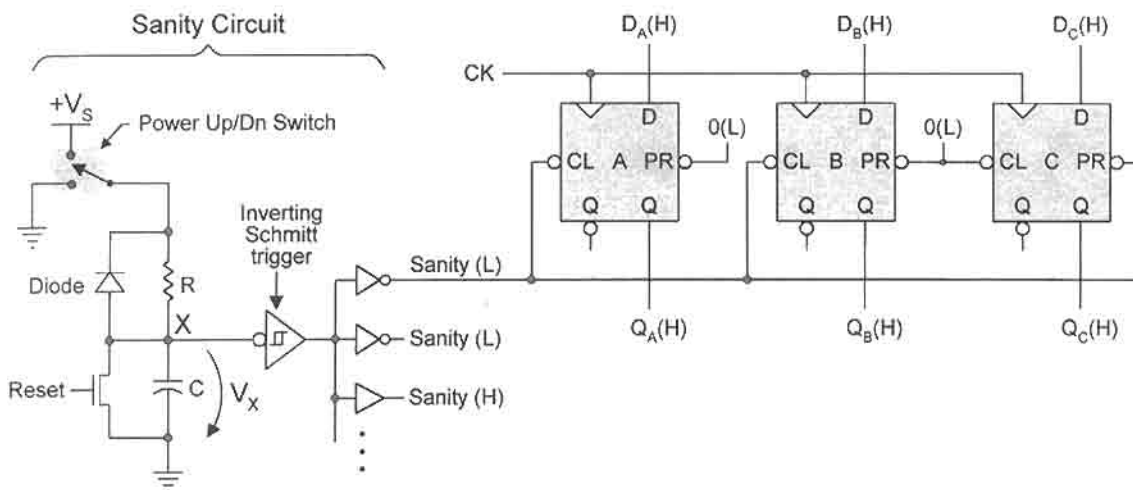 Sanity Circuit
+V_S
Power Up/Dn Switch
Diode
R
X
Reset
C
V_X
Inverting
Schmitt
trigger
Sanity (L)
Sanity (L)
Sanity (H)
CK
D_A(H)
D_B(H)
D_C(H)
D
CL A PR
Q Q
0(L)
D
CL B PR
Q Q
0(L)
D
CL C PR
Q Q
Q_A(H)
Q_B(H)
Q_C(H)